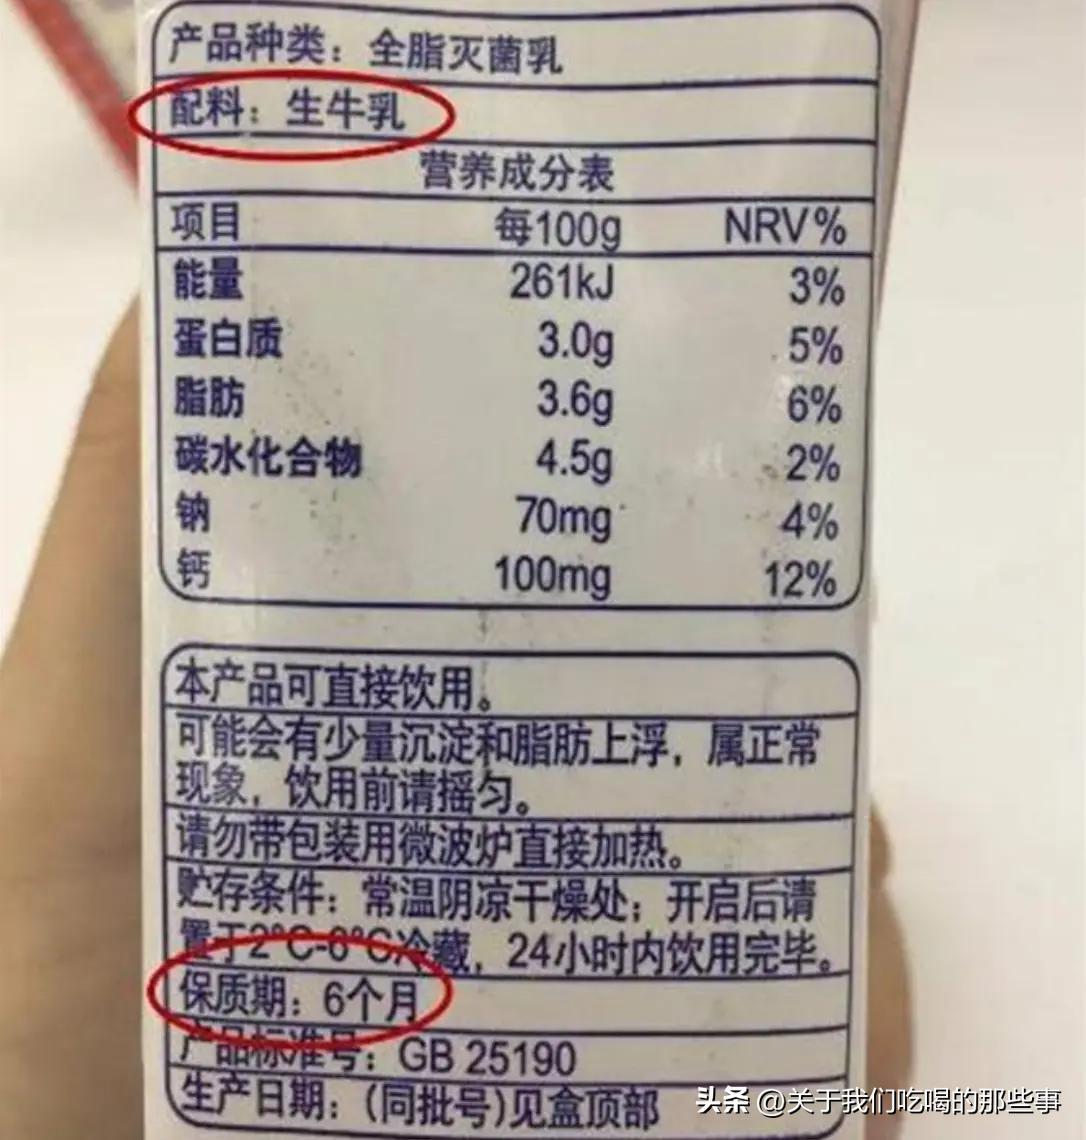 产品种类：全脂灭菌乳
配料：生牛乳
营养成分表
项目 每100g NRV%
能量 261kJ 3%
蛋白质 3.0g 5%
脂肪 3.6g 6%
碳水化合物 4.5g 2%
钠 70mg 4%
钙 100mg 12%
本产品可直接饮用。
可能会有少量沉淀和脂肪上浮，属正常
现象，饮用前请摇匀。
请勿带包装用微波炉直接加热。
贮存条件：常温阴凉干燥处；开启后请
置于2°C-6°C冷藏，24小时内饮用完毕。
保质期：6个月
产品标准号：GB 25190
生产日期：(同批号)见盒顶部
头条 @关于我们吃喝的那些事